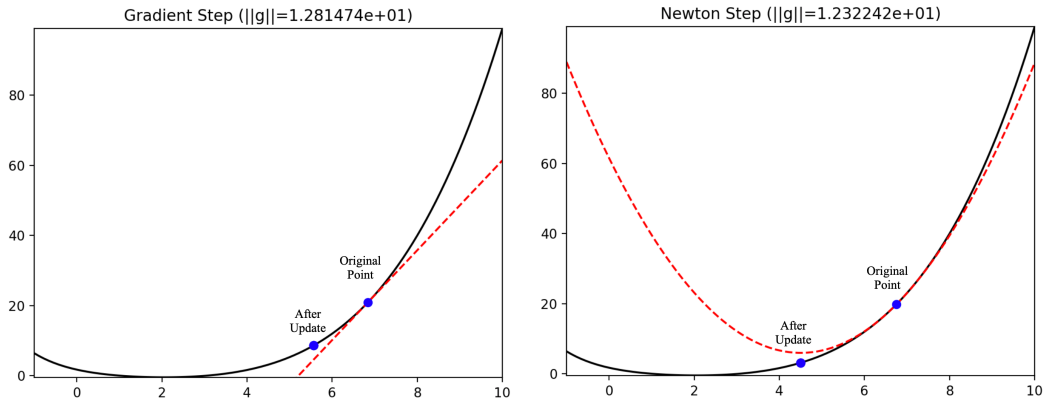 Gradient Step (||g||=1.281474e+01)
80
60
40
20
0
Original
Point
After
Update
0
2
4
6
8
10
Newton Step (||g||=1.232242e+01)
80
60
40
20
0
Original
Point
After
Update
0
2
4
6
8
10